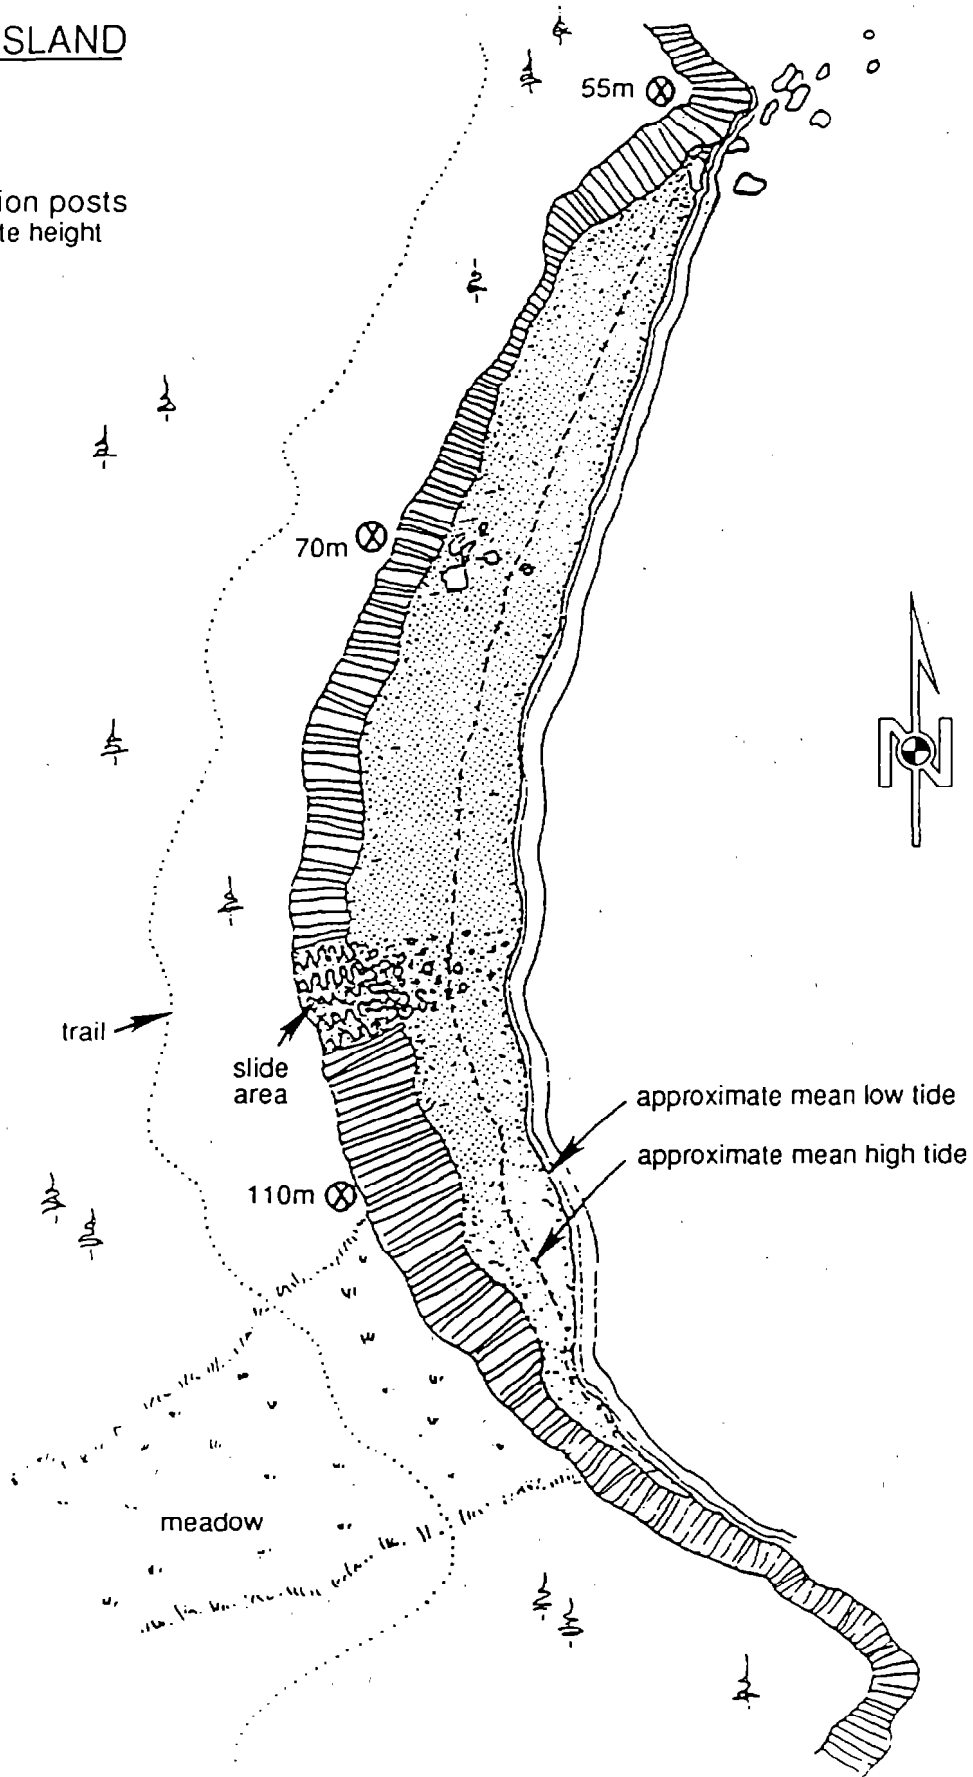 SLAND
ion posts
te height
55m
70m
N
trail
slide
area
approximate mean low tide
approximate mean high tide
110m
meadow